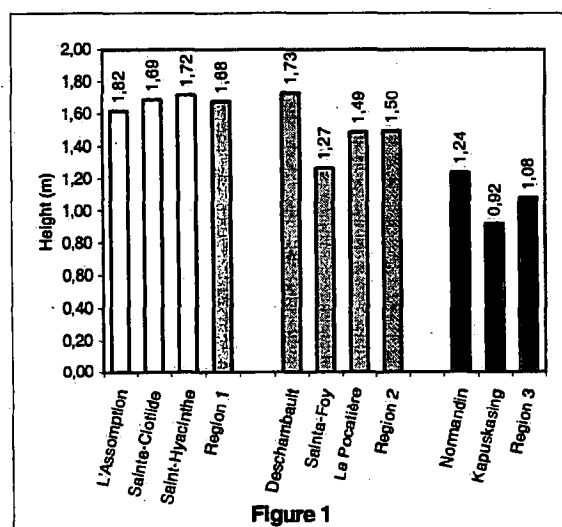 2,00
1,80
1,60
1,40
1,20
1,00
0,80
0,60
0,40
0,20
0,00
Height (m)
1,82
1,69
1,72
1,68
1,73
1,27
1,49
1,50
1,24
0,92
1,08
L'Assomption
Sainte-Clotilde
Saint-Hyacinthe
Region 1
Deschambault
Sainta-Foy
La Pocatière
Region 2
Normandin
Kapuskasing
Region 3
Figure 1